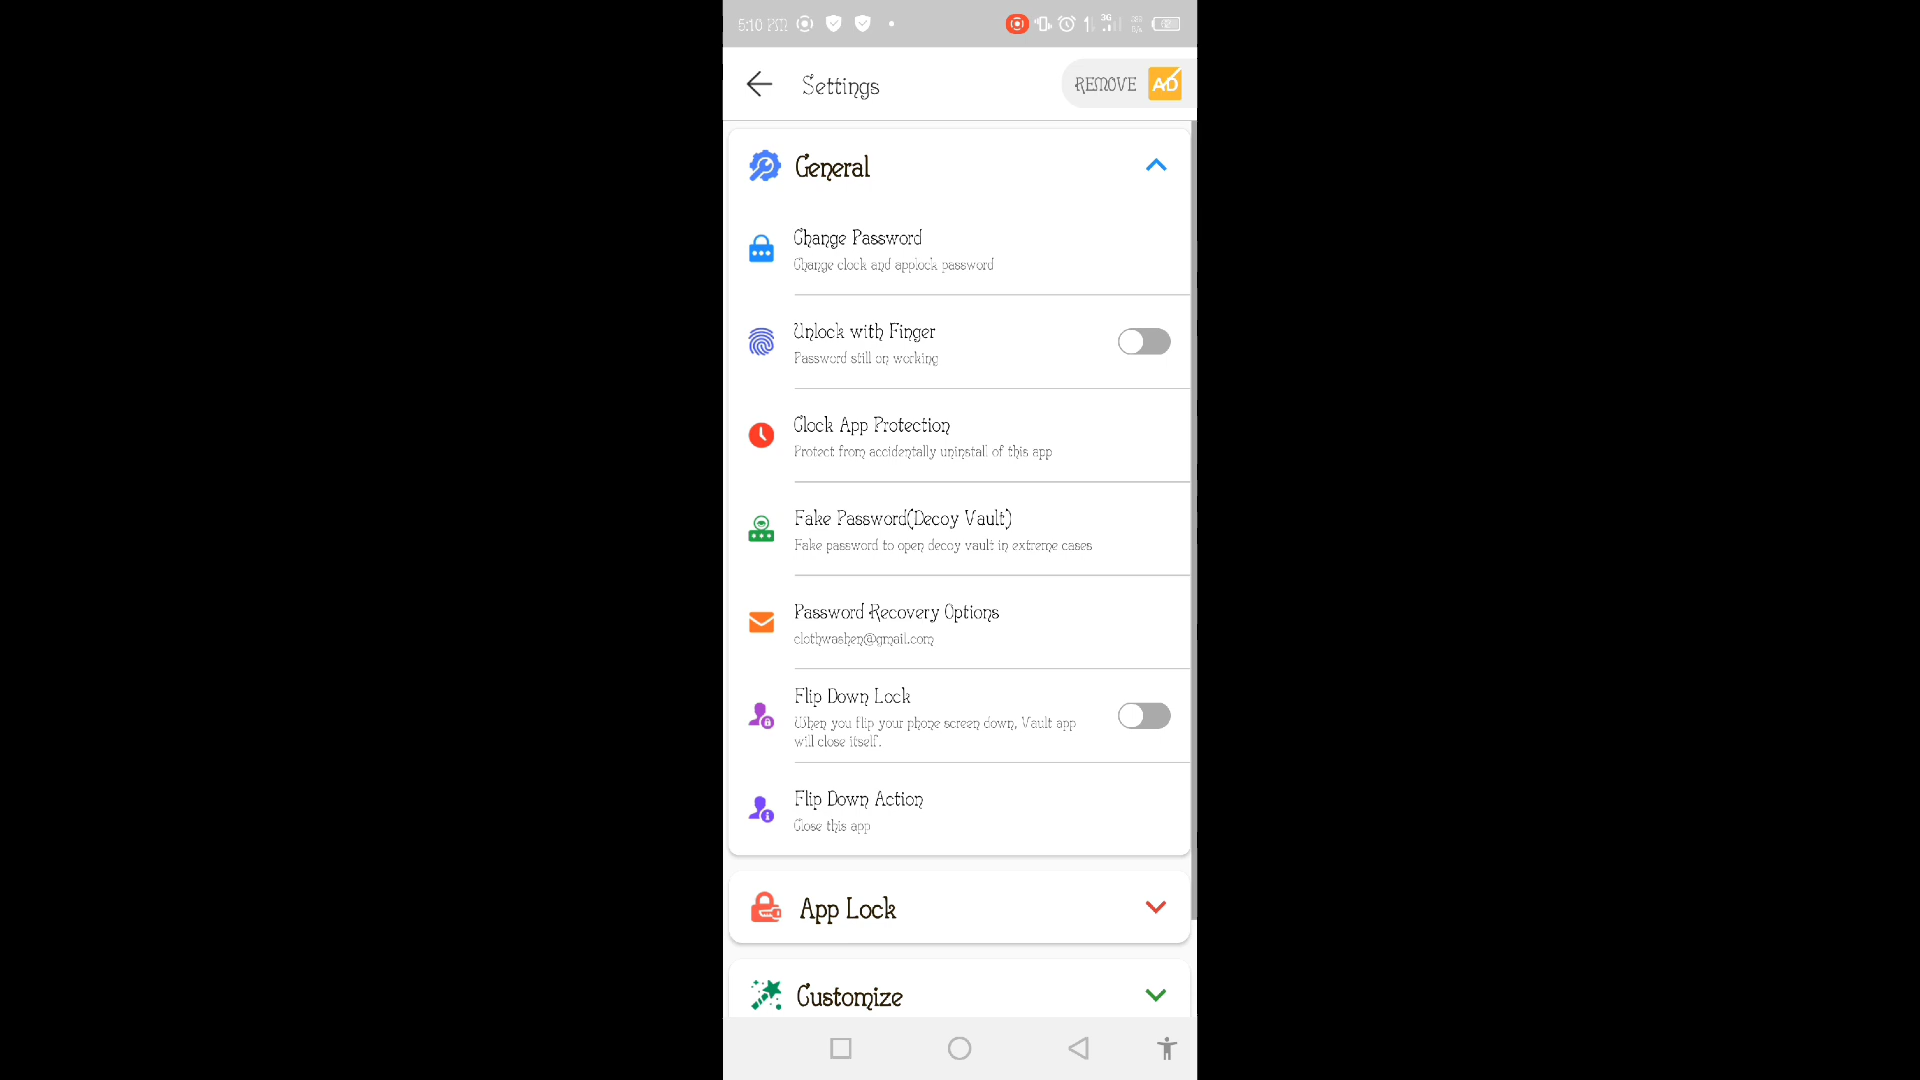 5:10 PM
3G
Settings
REMOVE AD
General
Change Password
Change clock and applock password
Unlock with Finger
Password still on working
Clock App Protection
Protect from accidentally uninstall of this app
Fake Password(Decoy Vault)
Fake password to open decoy vault in extreme cases
Password Recovery Options
clothwashen@gmail.com
Flip Down Lock
When you flip your phone screen down, Vault app
will close itself.
Flip Down Action
Close this app
App Lock
Customize